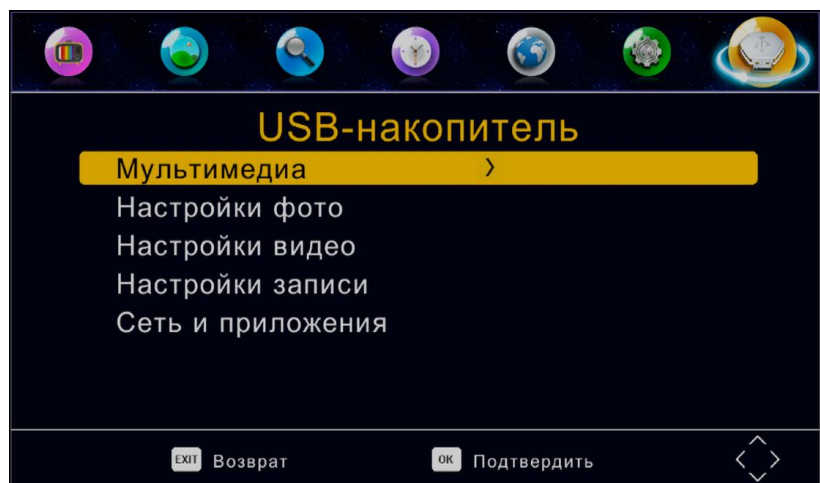 USB-накопитель
Мультимедиа
Настройки фото
Настройки видео
Настройки записи
Сеть и приложения
EXIT Возврат OK Подтвердить